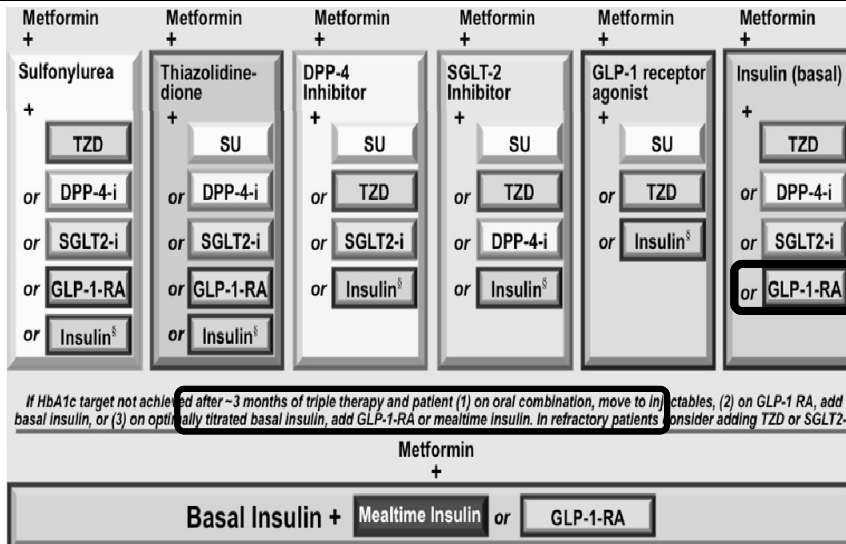 Metformin Metformin Metformin Metformin Metformin Metformin
+ + + + + +
Sulfonylurea
+
TZD
or DPP-4-i
or SGLT2-i
or GLP-1-RA
or Insulin§
Thiazolidine-
dione
+
SU
or DPP-4-i
or SGLT2-i
or GLP-1-RA
or Insulin§
DPP-4
Inhibitor
+
SU
or TZD
or SGLT2-i
or Insulin§
SGLT-2
Inhibitor
+
SU
or TZD
or DPP-4-i
or Insulin§
GLP-1 receptor
agonist
+
SU
or TZD
or Insulin§
Insulin (basal)
+
TZD
or DPP-4-i
or SGLT2-i
or GLP-1-RA
If HbA1c target not achieved after ~3 months of triple therapy and patient (1) on oral combination, move to injectables, (2) on GLP-1 RA, add
basal insulin, or (3) on optimally titrated basal insulin, add GLP-1-RA or mealtime insulin. In refractory patients consider adding TZD or SGLT2-
Metformin
+
Basal Insulin + Mealtime Insulin or GLP-1-RA